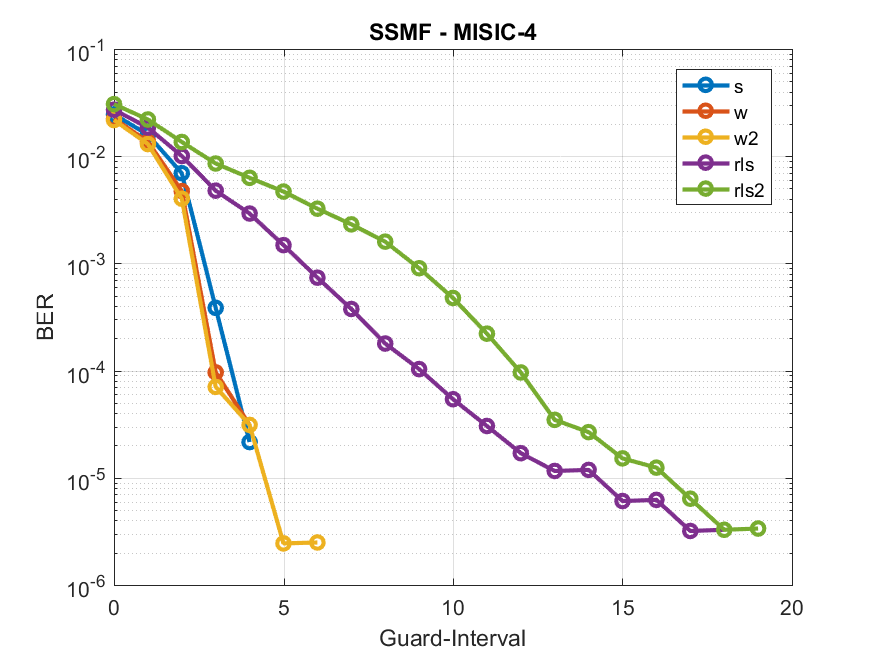 SSMF - MISIC-4
10^-1
10^-2
10^-3
10^-4
10^-5
10^-6
BER
s
w
w2
rls
rls2
0 5 10 15 20
Guard-Interval